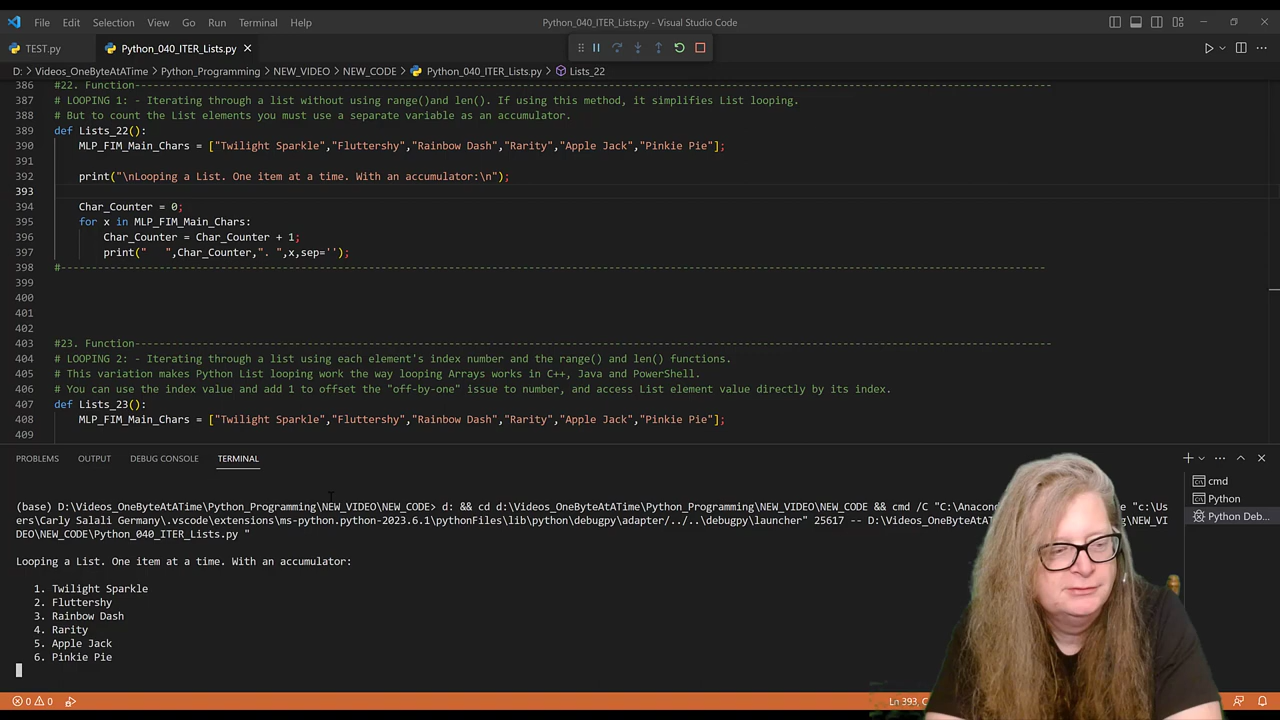 File Edit Selection View Go Run Terminal Help Python_040_ITER_Lists.py - Visual Studio Code
TEST.py Python_040_ITER_Lists.py
D: > Videos_OneByteAtATime > Python_Programming > NEW_VIDEO > NEW_CODE > Python_040_ITER_Lists.py > Lists_22
386 #22. Function-----------------------------------------------------------------
387 # LOOPING 1: - Iterating through a list without using range()and len(). If using this method, it simplifies List looping.
388 # But to count the List elements you must use a separate variable as an accumulator.
389 def Lists_22():
390 MLP_FIM_Main_Chars = ["Twilight Sparkle","Fluttershy","Rainbow Dash","Rarity","Apple Jack","Pinkie Pie"];
391
392 print("\nLooping a List. One item at a time. With an accumulator:\n");
393
394 Char_Counter = 0;
395 for x in MLP_FIM_Main_Chars:
396 Char_Counter = Char_Counter + 1;
397 print("   ",Char_Counter,". ",x,sep='');
398 #-----------------------------------------------------------------
399
400
401
402
403 #23. Function-----------------------------------------------------------------
404 # LOOPING 2: - Iterating through a list using each element's index number and the range() and len() functions.
405 # This variation makes Python List looping work the way looping Arrays works in C++, Java and PowerShell.
406 # You can use the index value and add 1 to offset the "off-by-one" issue to number, and access List element value directly by its index.
407 def Lists_23():
408 MLP_FIM_Main_Chars = ["Twilight Sparkle","Fluttershy","Rainbow Dash","Rarity","Apple Jack","Pinkie Pie"];
409
PROBLEMS OUTPUT DEBUG CONSOLE TERMINAL
cmd
Python
Python Deb...
(base) D:\Videos_OneByteAtATime\Python_Programming\NEW_VIDEO\NEW_CODE> d: && cd d:\Videos_OneByteAtATime\Python_Programming\NEW_VIDEO\NEW_CODE && cmd /C "C:\Anacon e "c:\Us
ers\Carly Salali Germany\.vscode\extensions\ms-python.python-2023.6.1\pythonFiles\lib\python\debugpy\adapter/../..\debugpy\launcher" 25617 -- D:\Videos_OneByteAtATim ng\NEW_VI
DEO\NEW_CODE\Python_040_ITER_Lists.py "
Looping a List. One item at a time. With an accumulator:
1. Twilight Sparkle
2. Fluttershy
3. Rainbow Dash
4. Rarity
5. Apple Jack
6. Pinkie Pie
0 0 Ln 393, C